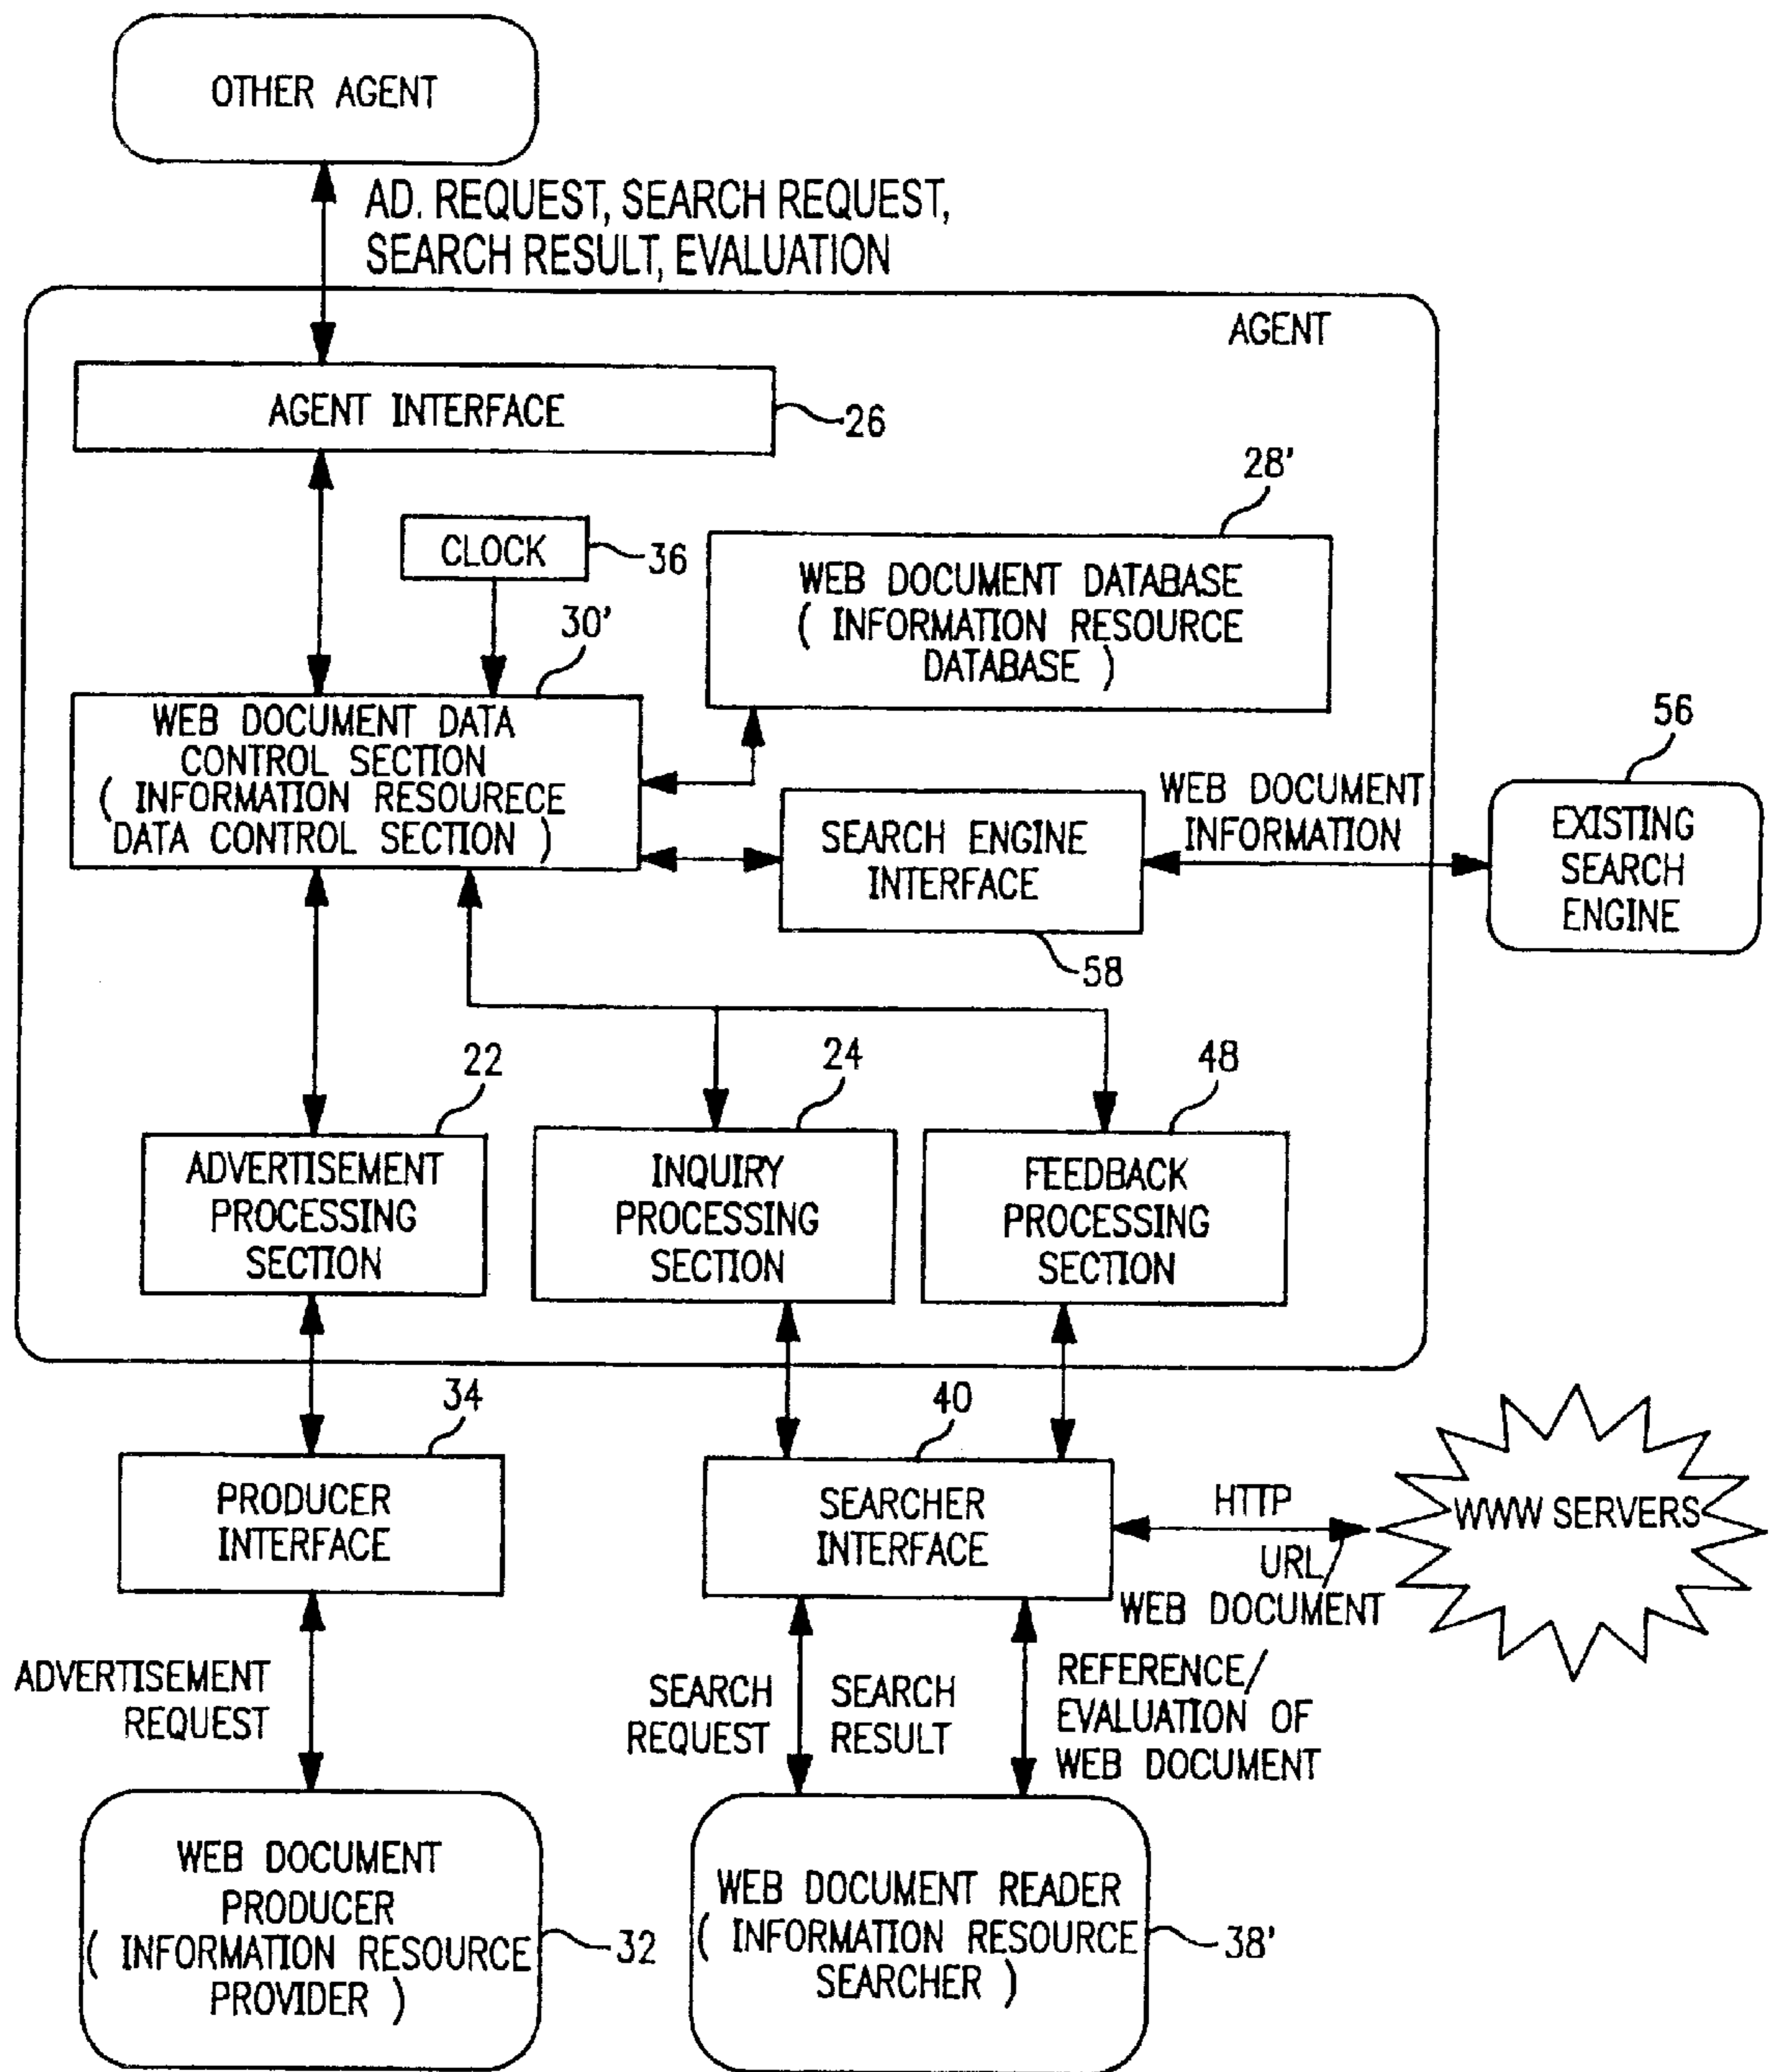 OTHER AGENT
AD. REQUEST, SEARCH REQUEST,
SEARCH RESULT, EVALUATION
AGENT
AGENT INTERFACE
26
28'
CLOCK
36
WEB DOCUMENT DATABASE
( INFORMATION RESOURCE
DATABASE )
30'
WEB DOCUMENT DATA
CONTROL SECTION
( INFORMATION RESOURECE
DATA CONTROL SECTION )
SEARCH ENGINE
INTERFACE
58
WEB DOCUMENT
INFORMATION
56
EXISTING
SEARCH
ENGINE
22
24
48
ADVERTISEMENT
PROCESSING
SECTION
INQUIRY
PROCESSING
SECTION
FEEDBACK
PROCESSING
SECTION
34
40
PRODUCER
INTERFACE
SEARCHER
INTERFACE
HTTP
URL/
WEB DOCUMENT
WWW SERVERS
ADVERTISEMENT
REQUEST
SEARCH
REQUEST
SEARCH
RESULT
REFERENCE/
EVALUATION OF
WEB DOCUMENT
WEB DOCUMENT
PRODUCER
( INFORMATION RESOURCE
PROVIDER )
32
WEB DOCUMENT READER
( INFORMATION RESOURCE
SEARCHER )
38'